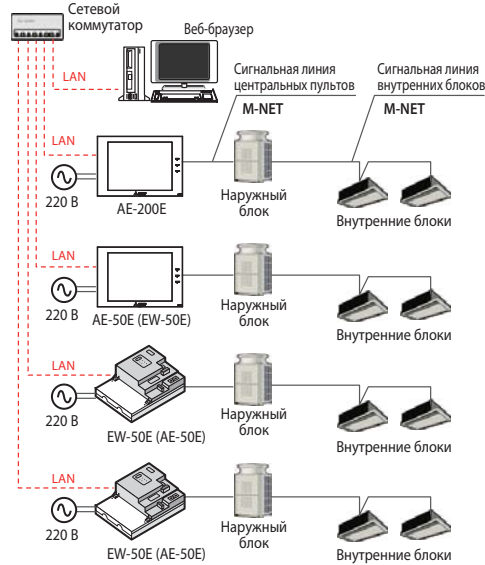 Сетевой
коммутатор
Веб-браузер
LAN
Сигнальная линия
центральных пультов
M-NET
Сигнальная линия
внутренних блоков
M-NET
LAN
220 В
AE-200E
Наружный
блок
Внутренние блоки
LAN
220 В
AE-50E (EW-50E)
Наружный
блок
Внутренние блоки
LAN
220 В
EW-50E (AE-50E)
Наружный
блок
Внутренние блоки
LAN
220 В
EW-50E (AE-50E)
Наружный
блок
Внутренние блоки